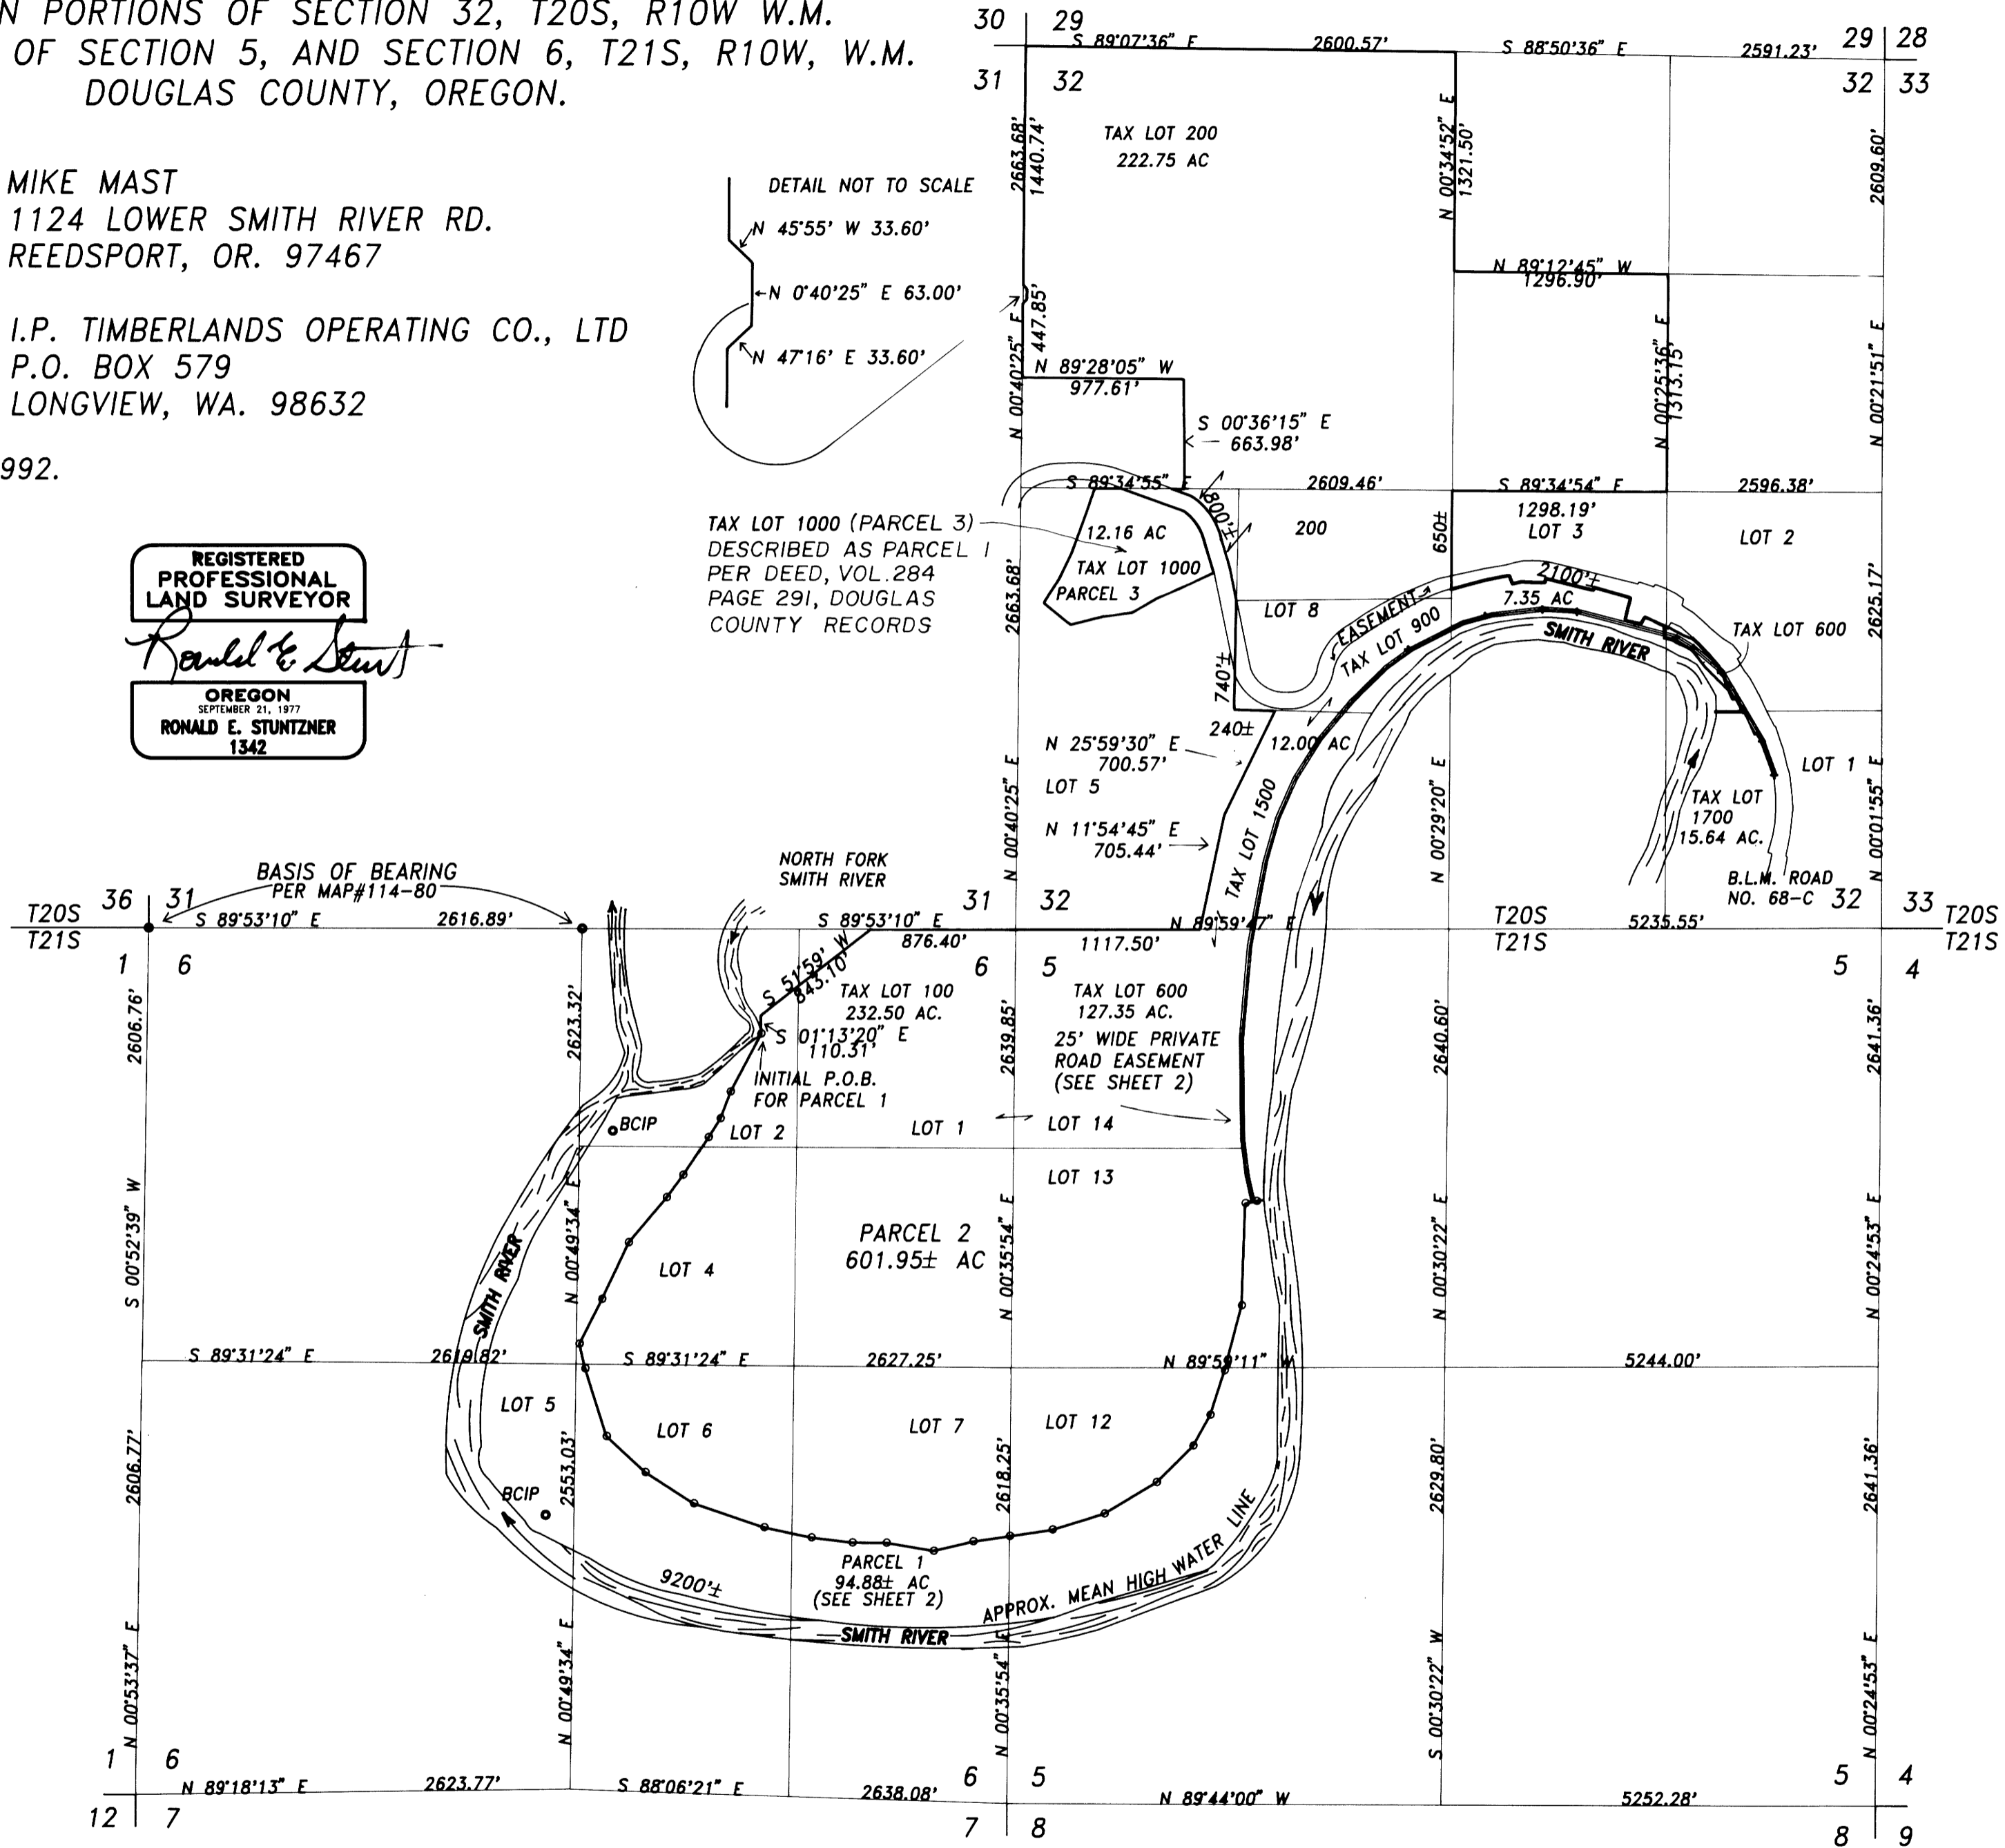 N PORTIONS OF SECTION 32, T20S, R10W W.M.
OF SECTION 5, AND SECTION 6, T21S, R10W, W.M.
DOUGLAS COUNTY, OREGON.
MIKE MAST
1124 LOWER SMITH RIVER RD.
REEDSPORT, OR. 97467
I.P. TIMBERLANDS OPERATING CO., LTD
P.O. BOX 579
LONGVIEW, WA. 98632
992.
REGISTERED
PROFESSIONAL
LAND SURVEYOR
Ronald E Stunt
OREGON
SEPTEMBER 21, 1977
RONALD E. STUNTZNER
1342
DETAIL NOT TO SCALE
N 45°55' W 33.60'
N 0°40'25" E 63.00'
N 47°16' E 33.60'
30 29
S 89°07'36" E 2600.57' S 88°50'36" E 2591.23'
29 28
31 32
32 33
TAX LOT 200
222.75 AC
2663.68'
1440.74'
N 00°34'52" E
1321.50'
2609.60'
N 89°12'45" W
1296.90'
447.85'
N 00°40'25" E
N 89°28'05" W
977.61'
S 00°36'15" E
663.98'
N 00°25'36" E
1313.15'
N 00°21'51" E
S 89°34'55" E 2609.46' S 89°34'54" E 2596.38'
1298.19'
TAX LOT 1000 (PARCEL 3)
DESCRIBED AS PARCEL 1
PER DEED, VOL.284
PAGE 291, DOUGLAS
COUNTY RECORDS
12.16 AC
TAX LOT 1000
PARCEL 3
800'±
200
650±
LOT 3
LOT 2
2663.68'
LOT 8
EASEMENT
TAX LOT 900
2100'±
7.35 AC
SMITH RIVER
TAX LOT 600
2625.17'
740'±
240±
12.00 AC
N 25°59'30" E
700.57'
LOT 5
N 11°54'45" E
705.44'
N 00°40'25" E
TAX LOT 1500
N 00°29'20" E
LOT 1
TAX LOT
1700
15.64 AC.
N 00°01'55" E
B.L.M. ROAD
NO. 68-C
BASIS OF BEARING
PER MAP#114-80
NORTH FORK
SMITH RIVER
36 31
31 32
32 33
T20S
S 89°53'10" E 2616.89' S 89°53'10" E
N 89°59'47" E
T20S
5235.55'
T20S
T21S
876.40'
1117.50'
T21S
T21S
1 6
6 5
5 4
S 51°59' W
843.10'
TAX LOT 100
232.50 AC.
TAX LOT 600
127.35 AC.
25' WIDE PRIVATE
ROAD EASEMENT
(SEE SHEET 2)
2606.76'
2623.32'
2639.85'
2640.60'
2641.36'
S 01°13'20" E
110.31'
INITIAL P.O.B.
FOR PARCEL 1
BCIP
LOT 2
LOT 1
LOT 14
LOT 13
S 00°52'39" W
N 00°49'34" E
N 00°35'54" E
N 00°30'22" E
N 00°24'53" E
SMITH RIVER
PARCEL 2
601.95± AC
LOT 4
S 89°31'24" E 2619.82' S 89°31'24" E 2627.25' N 89°59'11" W 5244.00'
LOT 5
LOT 6
LOT 7
LOT 12
2606.77'
2553.03'
2618.25'
2629.80'
2641.36'
BCIP
PARCEL 1
94.88± AC
(SEE SHEET 2)
9200'±
APPROX. MEAN HIGH WATER LINE
SMITH RIVER
N 00°53'37" E
N 00°49'34" E
N 00°35'54" E
S 00°30'22" W
N 00°24'53" E
1 6
6 5
5 4
N 89°18'13" E 2623.77' S 88°06'21" E 2638.08' N 89°44'00" W 5252.28'
12 7
7 8
8 9